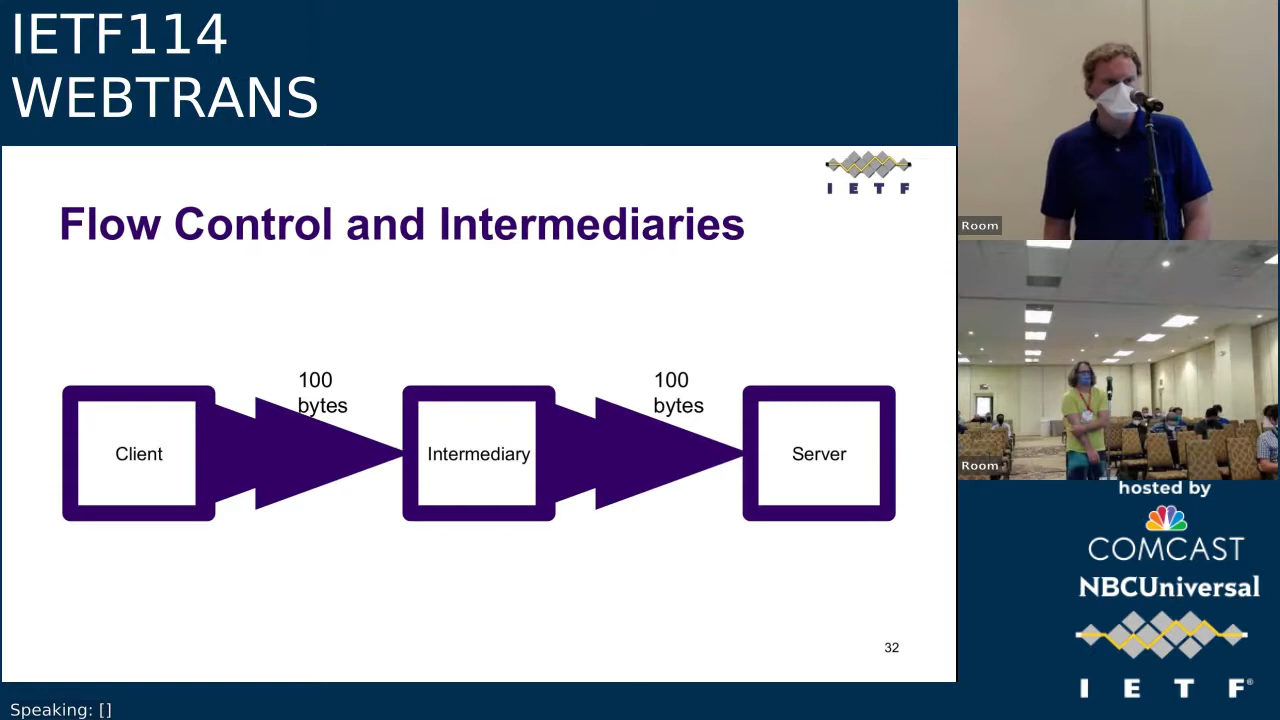 IETF114
WEBTRANS
I E T F
Flow Control and Intermediaries
100
bytes
100
bytes
Client
Intermediary
Server
32
Room
Room
hosted by
COMCAST
NBCUniversal
I E T F®
Speaking: []